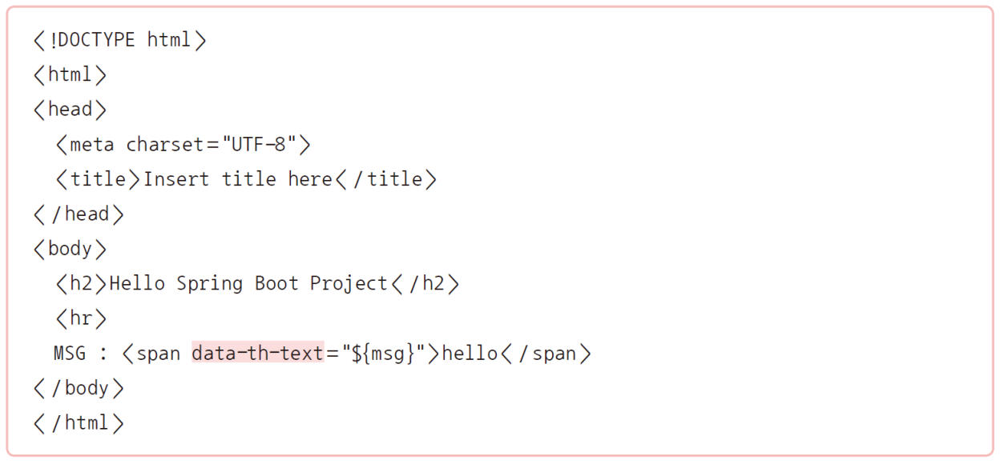 <!DOCTYPE html>
<html>
<head>
<meta charset="UTF-8">
<title>Insert title here</title>
</head>
<body>
<h2>Hello Spring Boot Project</h2>
<hr>
MSG : <span data-th-text="${msg}">hello</span>
</body>
</html>